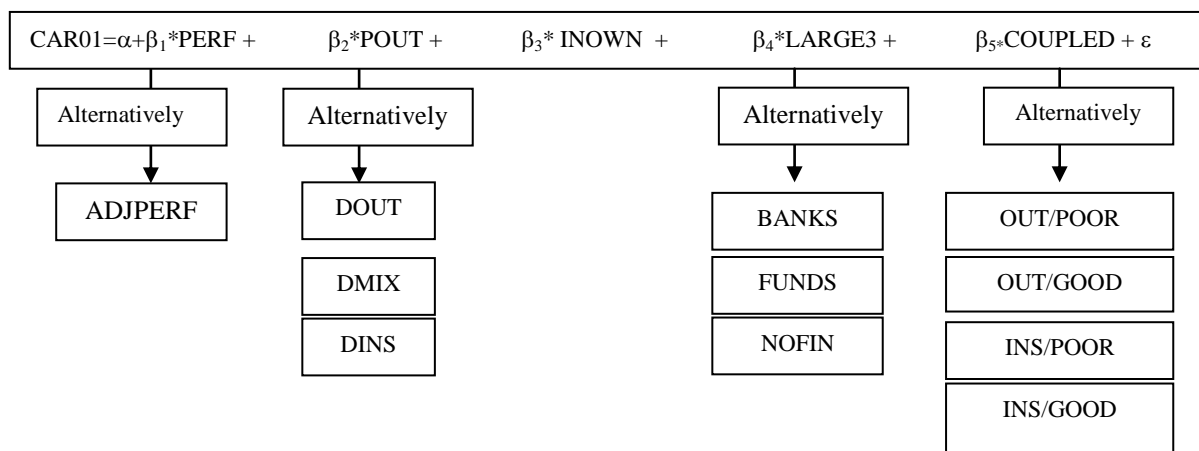 CAR01=α+β₁*PERF + β₂*POUT + β₃* INOWN + β₄*LARGE3 + β₅*COUPLED + ε
Alternatively Alternatively Alternatively Alternatively
ADJPERF DOUT BANKS OUT/POOR
DMIX FUNDS OUT/GOOD
DINS NOFIN INS/POOR
INS/GOOD